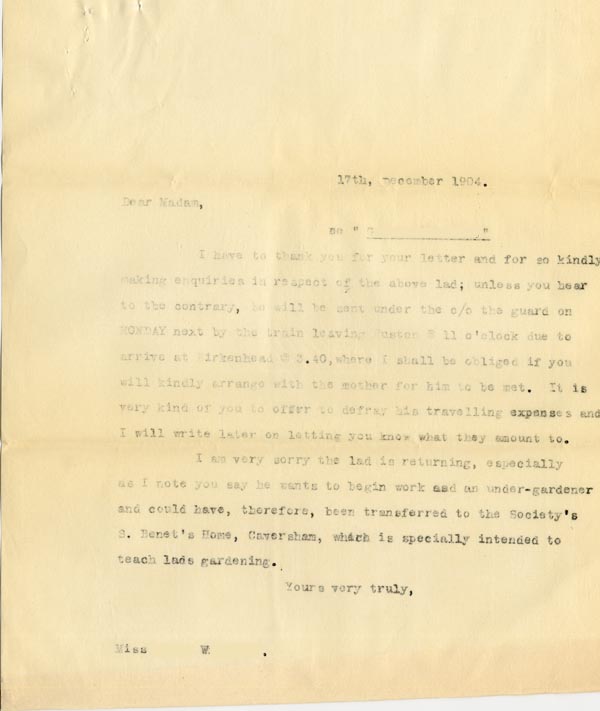 17th, December 1904.
Dear Madam,
re " S "
I have to thank you for your letter and for so kindly
making enquiries in respect of the above lad; unless you hear
to the contrary, he will be sent under the c/o the guard on
MONDAY next by the train leaving Euston @ 11 o'clock due to
arrive at Birkenhead @ 3.40,where I shall be obliged if you
will kindly arrange with the mother for him to be met. It is
very kind of you to offer to defray his travelling expenses and
I will write later on letting you know what they amount to.
I am very sorry the lad is returning, especially
as I note you say he wants to begin work asd an under-gardener
and could have, therefore, been transferred to the Society's
S. Benet's Home, Caversham, which is specially intended to
teach lads gardening.
Yours very truly,
Miss W .